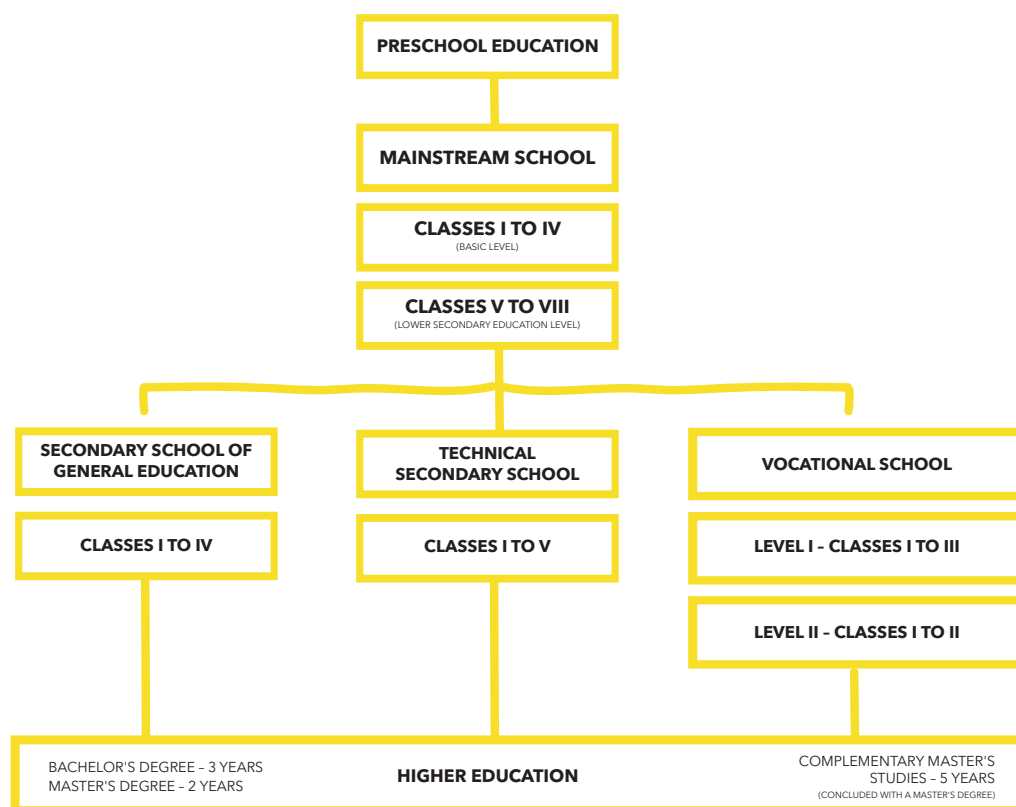 PRESCHOOL EDUCATION
MAINSTREAM SCHOOL
CLASSES I TO IV
(BASIC LEVEL)
CLASSES V TO VIII
(LOWER SECONDARY EDUCATION LEVEL)
SECONDARY SCHOOL OF
GENERAL EDUCATION
TECHNICAL
SECONDARY SCHOOL
VOCATIONAL SCHOOL
CLASSES I TO IV
CLASSES I TO V
LEVEL I – CLASSES I TO III
LEVEL II – CLASSES I TO II
BACHELOR'S DEGREE – 3 YEARS
MASTER'S DEGREE – 2 YEARS
HIGHER EDUCATION
COMPLEMENTARY MASTER'S
STUDIES – 5 YEARS
(CONCLUDED WITH A MASTER'S DEGREE)